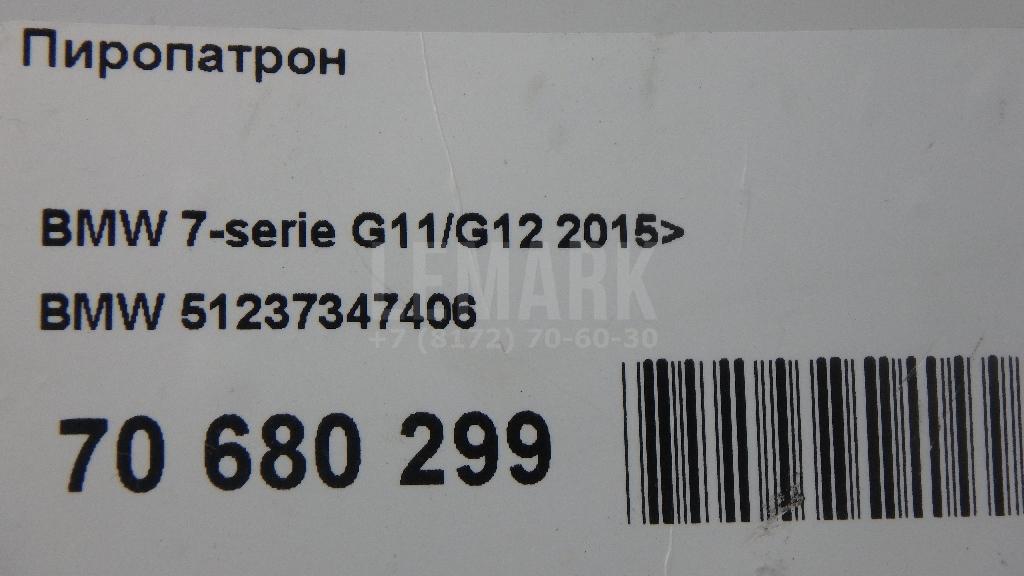 Пиропатрон
BMW 7-serie G11/G12 2015>
LEMARK
BMW 51237347406
+7 (8172) 70-60-30
70 680 299